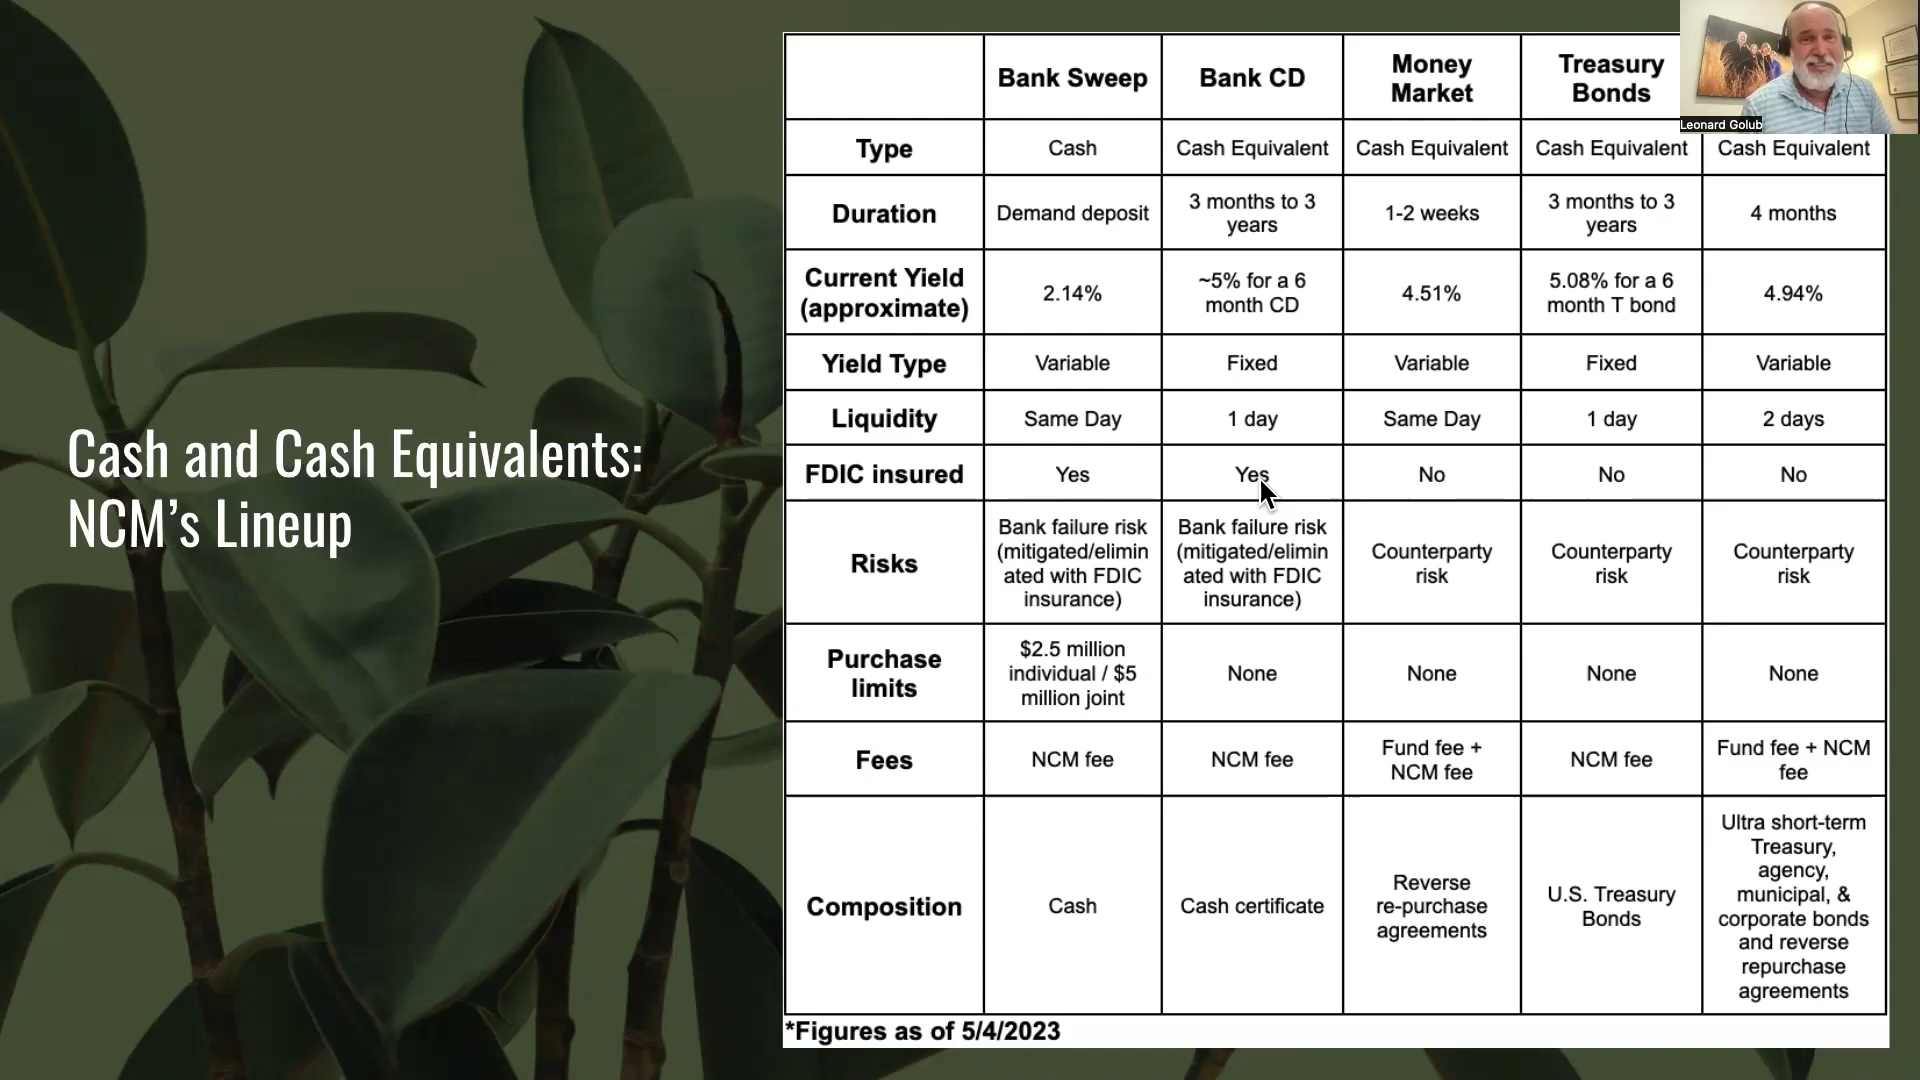 Leonard Golub
Cash and Cash Equivalents:
NCM's Lineup
Bank Sweep
Bank CD
Money
Market
Treasury
Bonds
Type
Cash
Cash Equivalent
Cash Equivalent
Cash Equivalent
Cash Equivalent
Duration
Demand deposit
3 months to 3
years
1-2 weeks
3 months to 3
years
4 months
Current Yield
(approximate)
2.14%
~5% for a 6
month CD
4.51%
5.08% for a 6
month T bond
4.94%
Yield Type
Variable
Fixed
Variable
Fixed
Variable
Liquidity
Same Day
1 day
Same Day
1 day
2 days
FDIC insured
Yes
Yes
No
No
No
Risks
Bank failure risk
(mitigated/elimin
ated with FDIC
insurance)
Bank failure risk
(mitigated/elimin
ated with FDIC
insurance)
Counterparty
risk
Counterparty
risk
Counterparty
risk
Purchase
limits
$2.5 million
individual / $5
million joint
None
None
None
None
Fees
NCM fee
NCM fee
Fund fee +
NCM fee
NCM fee
Fund fee + NCM
fee
Composition
Cash
Cash certificate
Reverse
re-purchase
agreements
U.S. Treasury
Bonds
Ultra short-term
Treasury,
agency,
municipal, &
corporate bonds
and reverse
repurchase
agreements
*Figures as of 5/4/2023